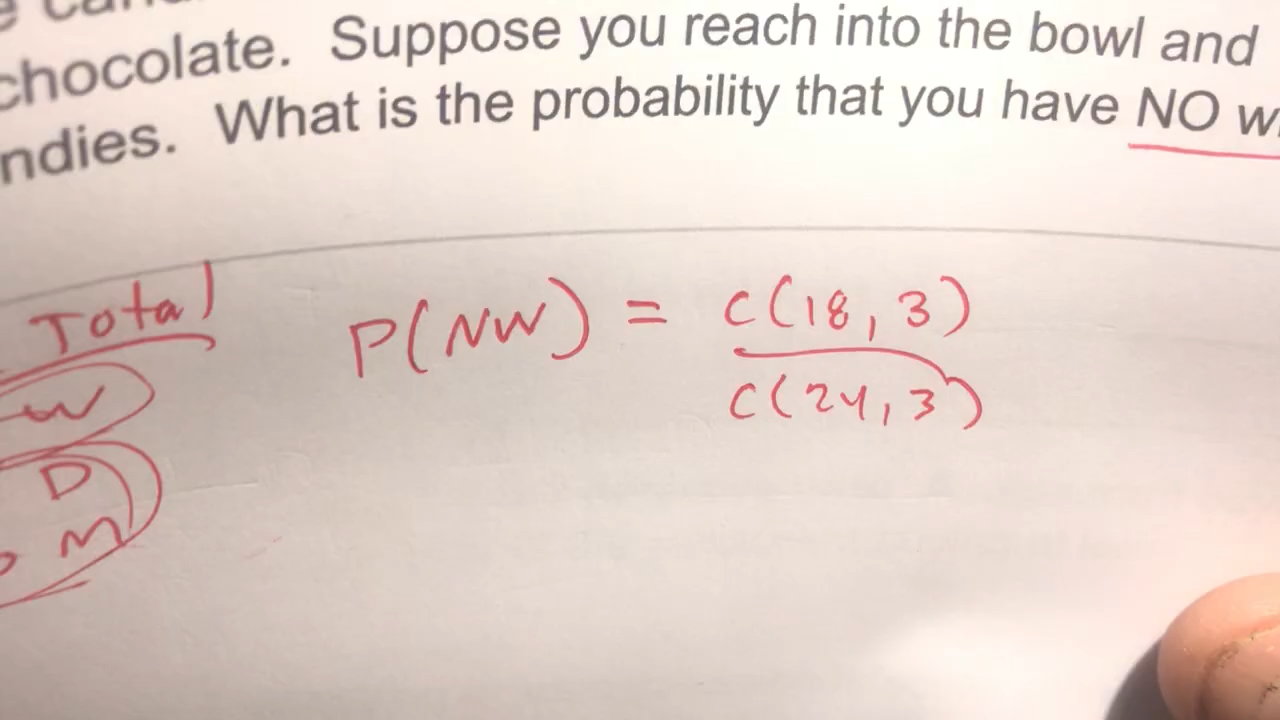 chocolate. Suppose you reach into the bowl and
ndies. What is the probability that you have NO
Total
W
D
M
P(NW) = C(18, 3)
C(24, 3)